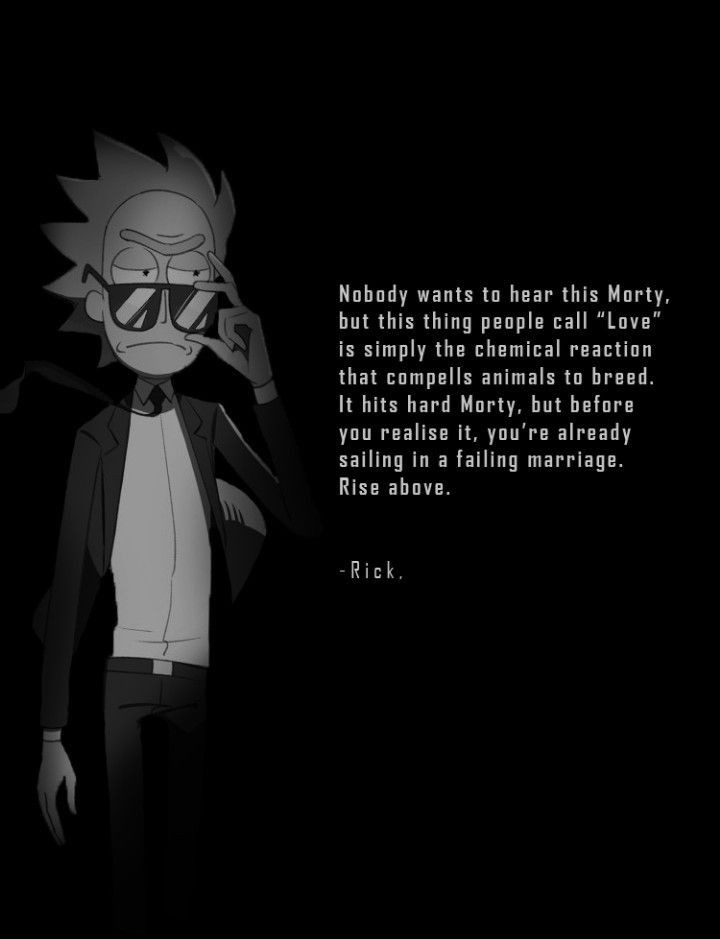 Nobody wants to hear this Morty,
but this thing people call “Love”
is simply the chemical reaction
that compells animals to breed.
It hits hard Morty, but before
you realise it, you’re already
sailing in a failing marriage.
Rise above.
-Rick.